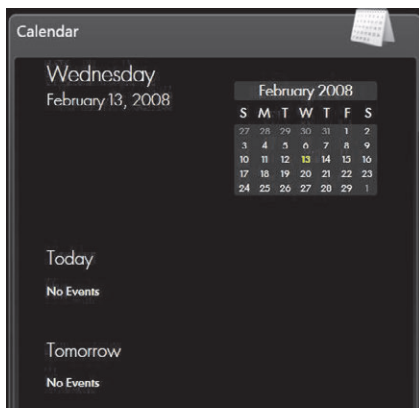 Calendar
Wednesday
February 13, 2008
February 2008
S M T W T F S
27 28 29 30 31 1 2
3 4 5 6 7 8 9
10 11 12 13 14 15 16
17 18 19 20 21 22 23
24 25 26 27 28 29 1
Today
No Events
Tomorrow
No Events